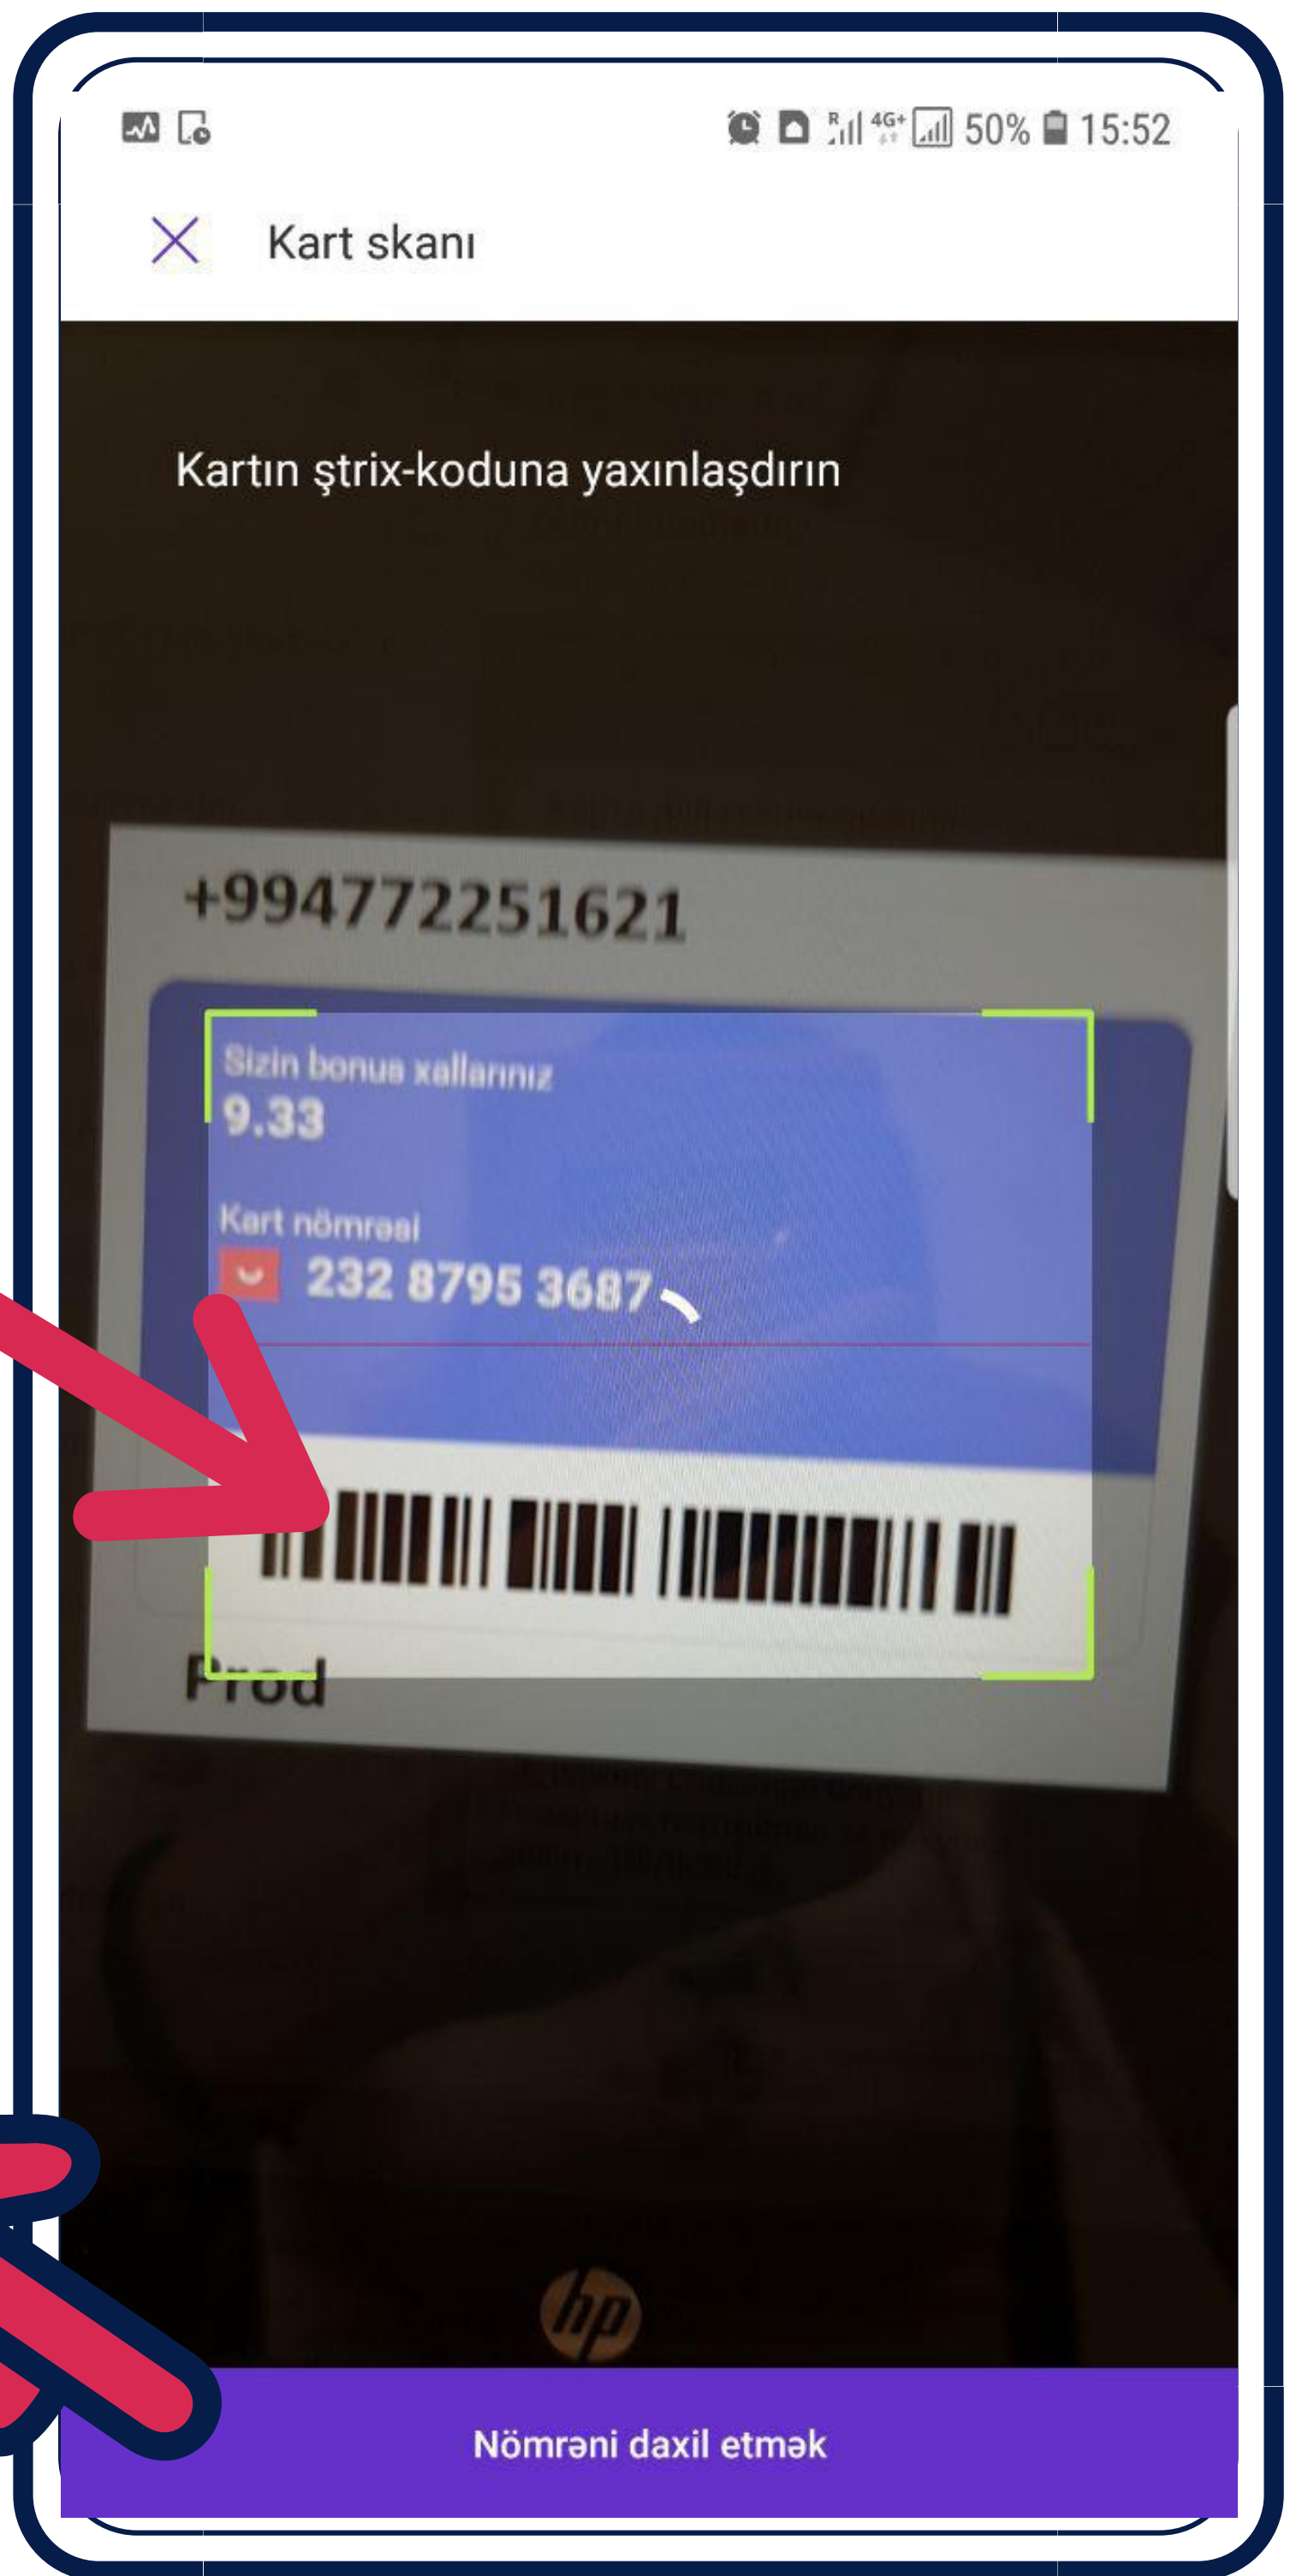 R 4G+ 50% 15:52
Kart skanı
Kartın ştrix-koduna yaxınlaşdırın
+994772251621
Sizin bonus xallarınız
9.33
Kart nömrəsi
232 8795 3687
Prod
hp
Nömrəni daxil etmək